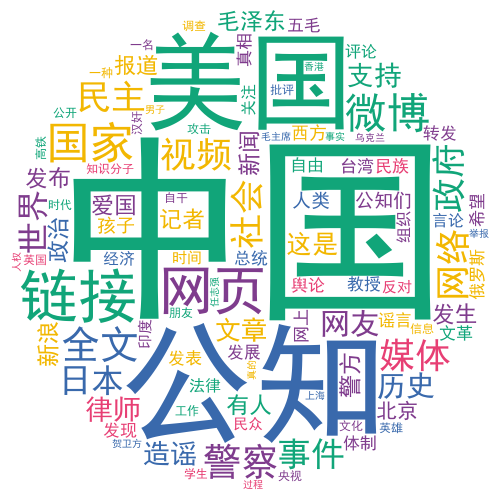 毛泽东
五毛
调查
一名
真相
评论
美国
香港
一种
报道
关注
支持
批评
民主
男子
微博
公开
汉奸
攻击
毛主席
事实
乌克兰
转发
国家
视频
新闻
西方
高铁
知识分子
自由
台湾
民族
政府
中国
发布
时代
爱国
自干
人类
公知们
希望
世界
政治
孩子
记者
社会
这是
组织
言论
举报
人权
英国
经济
时间
总统
舆论
教授
反对
网络
俄罗斯
链接
网页
任志强
朋友
新浪
印度
文章
网上
网友
谣言
信息
发生
文革
全文
发表
发展
真的
公知
警方
媒体
日本
法律
上海
历史
律师
工作
有人
北京
发现
民众
文化
英雄
贺卫方
造谣
警察
事件
体制
学生
央视
过程